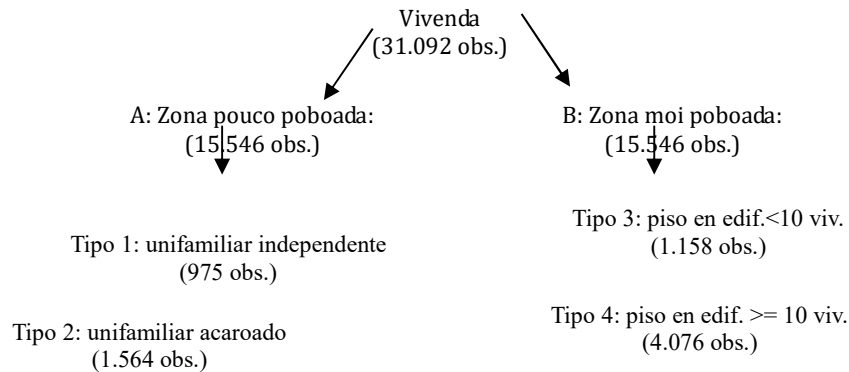 Vivenda
(31.092 obs.)
A: Zona pouco poboada:
(15.546 obs.)
B: Zona moi poboada:
(15.546 obs.)
Tipo 1: unifamiliar independente
(975 obs.)
Tipo 2: unifamiliar acaroado
(1.564 obs.)
Tipo 3: piso en edif.<10 viv.
(1.158 obs.)
Tipo 4: piso en edif. >= 10 viv.
(4.076 obs.)